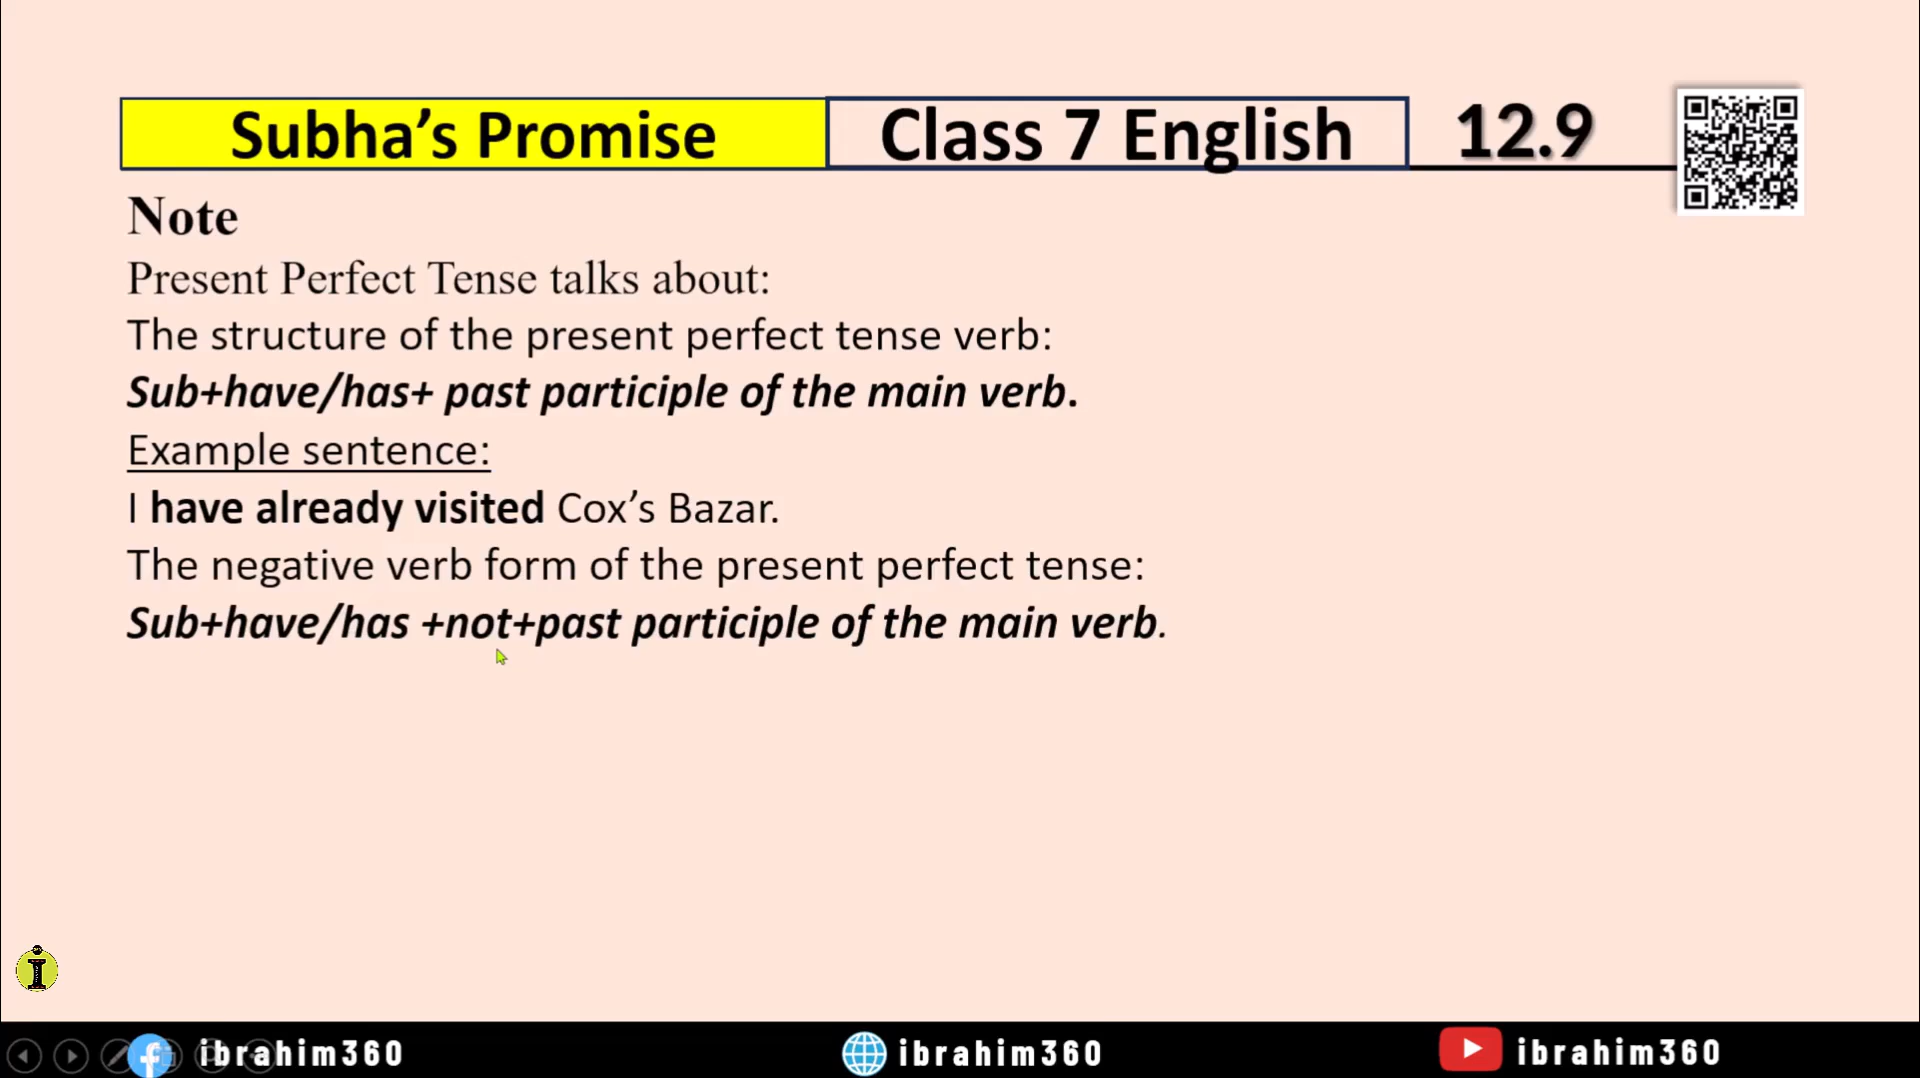 Subha’s Promise
Class 7 English
12.9
Note
Present Perfect Tense talks about:
The structure of the present perfect tense verb:
Sub+have/has+ past participle of the main verb.
Example sentence:
I have already visited Cox’s Bazar.
The negative verb form of the present perfect tense:
Sub+have/has +not+past participle of the main verb.
ibrahim360
ibrahim360
ibrahim360